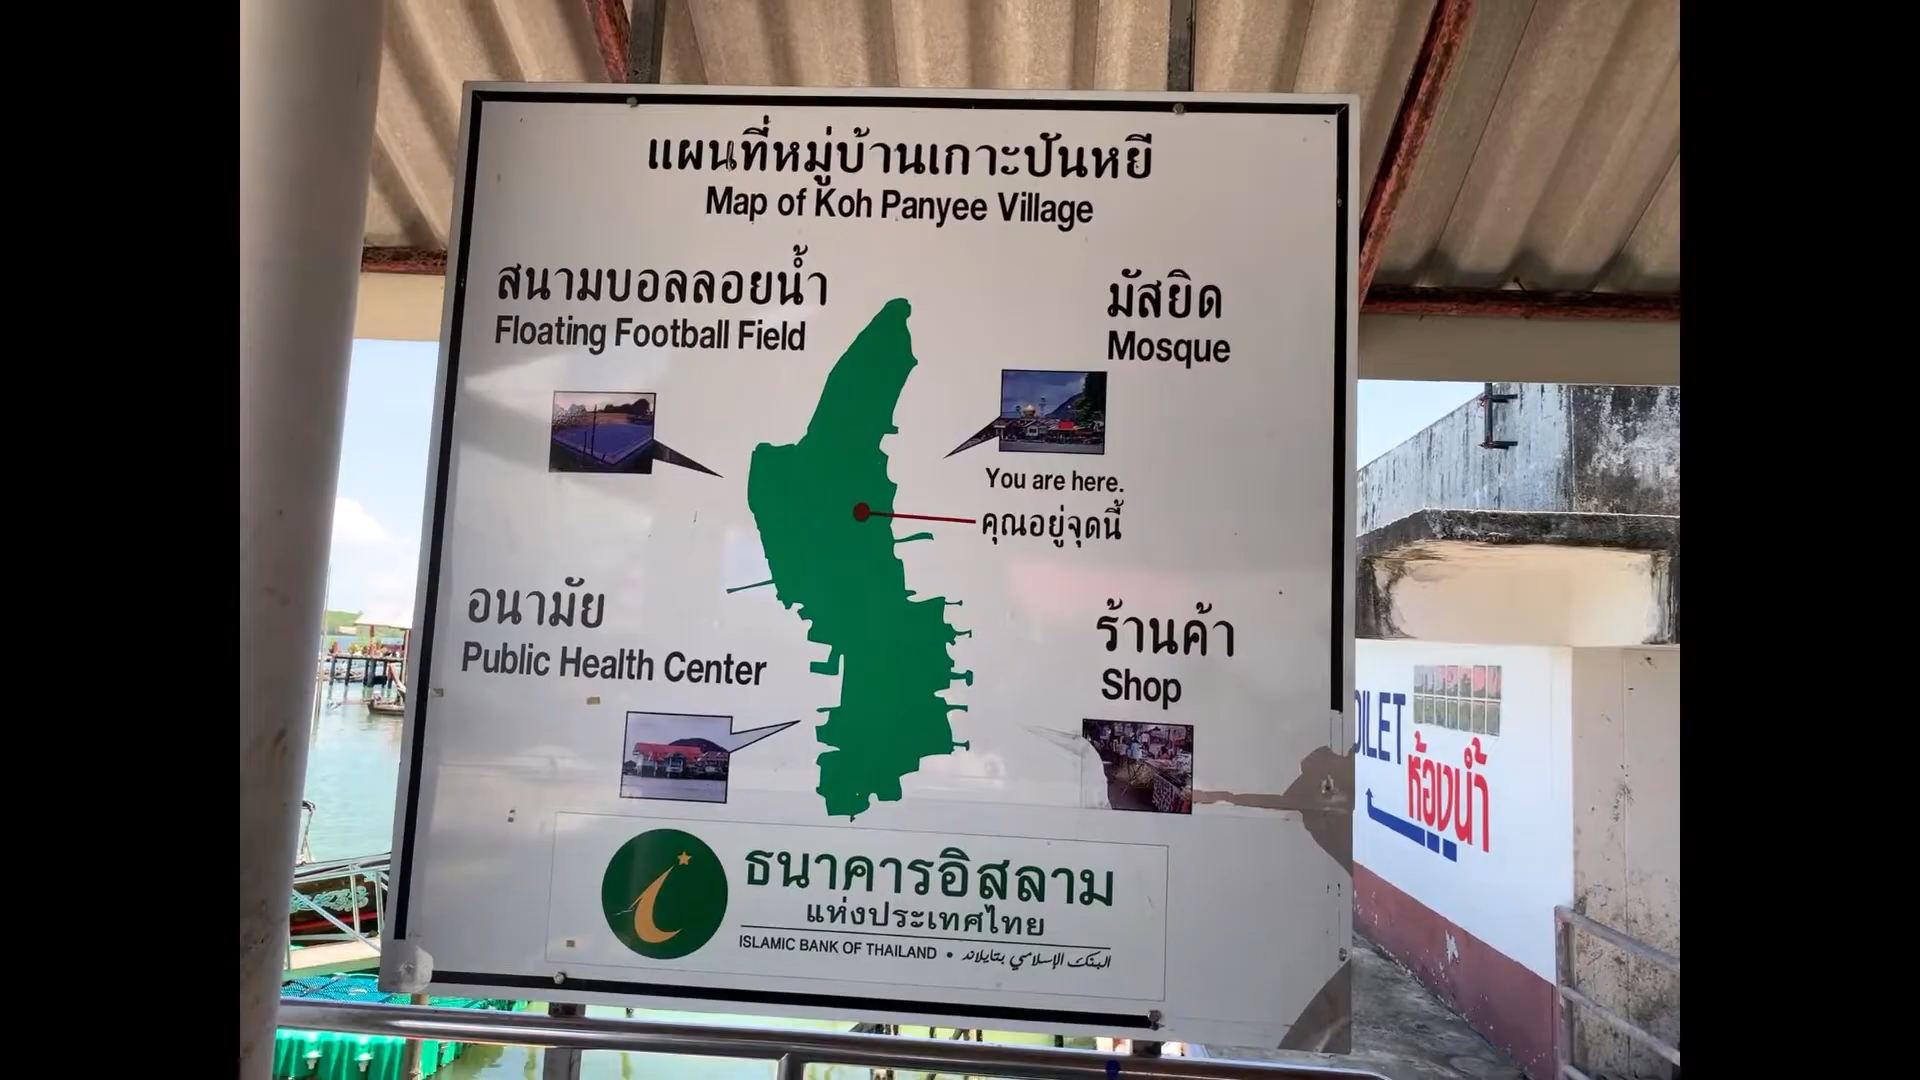 แผนที่หมู่บ้านเกาะปันหยี
Map of Koh Panyee Village
สนามบอลลอยน้ำ
Floating Football Field
มัสยิด
Mosque
You are here.
คุณอยู่จุดนี้
อนามัย
Public Health Center
ร้านค้า
Shop
ธนาคารอิสลาม
แห่งประเทศไทย
ISLAMIC BANK OF THAILAND • البنك الإسلامي بتايلاند
OILET
ห้องน้ำ